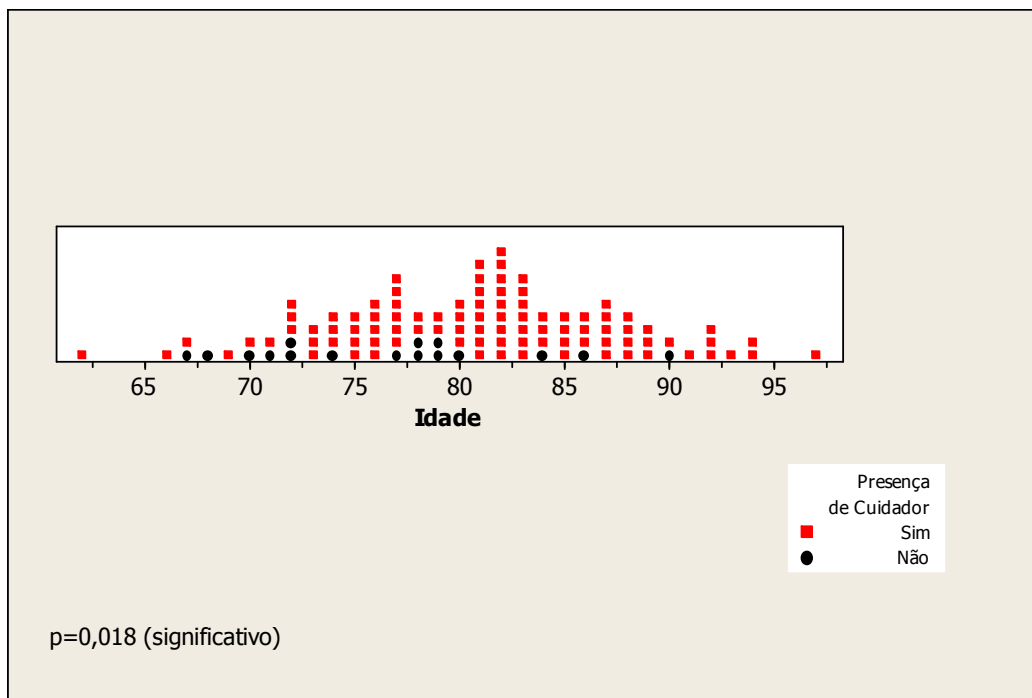 65 70 75 80 85 90 95
Idade
Presença
de Cuidador
Sim
Não
p=0,018 (significativo)